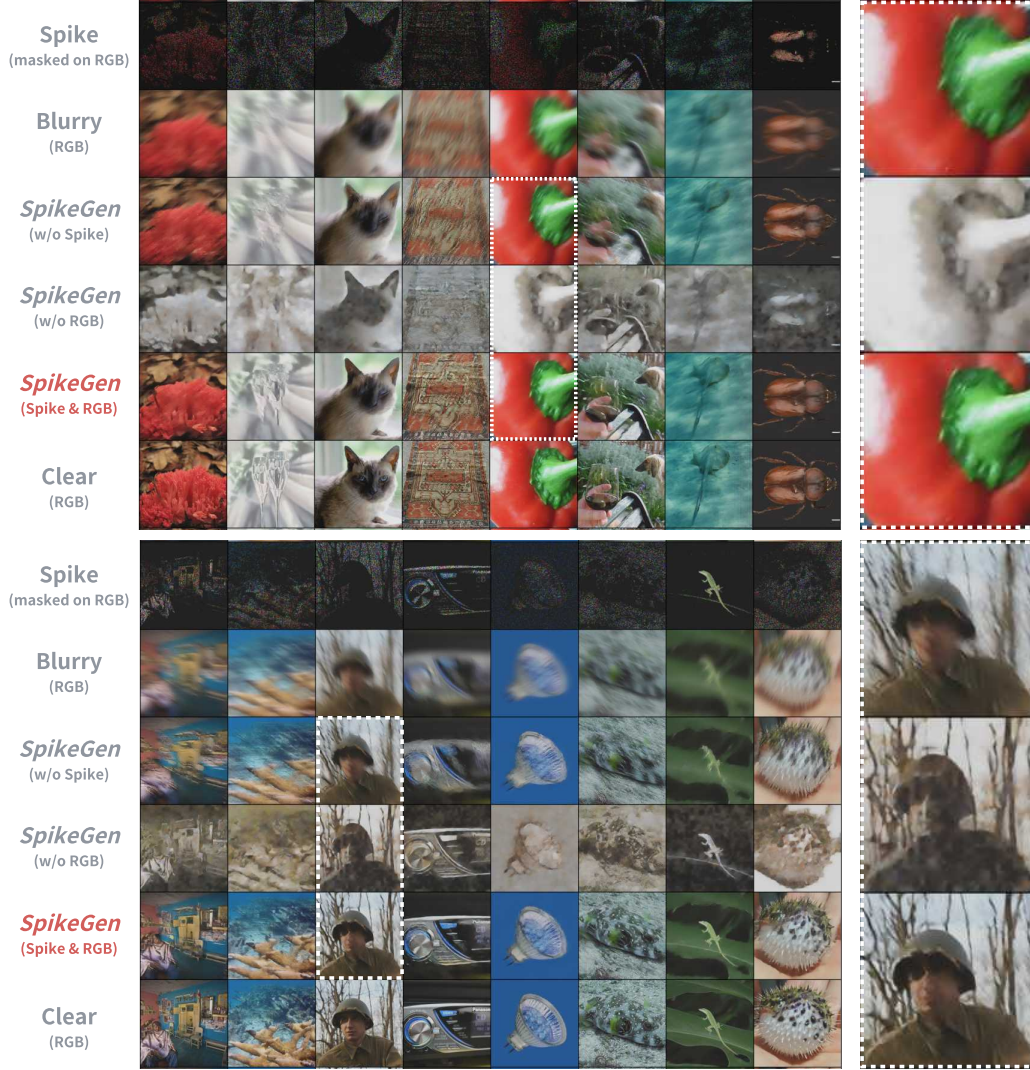 Spike
(masked on RGB)
Blurry
(RGB)
SpikeGen
(w/o Spike)
SpikeGen
(w/o RGB)
SpikeGen
(Spike & RGB)
Clear
(RGB)
Spike
(masked on RGB)
Blurry
(RGB)
SpikeGen
(w/o Spike)
SpikeGen
(w/o RGB)
SpikeGen
(Spike & RGB)
Clear
(RGB)